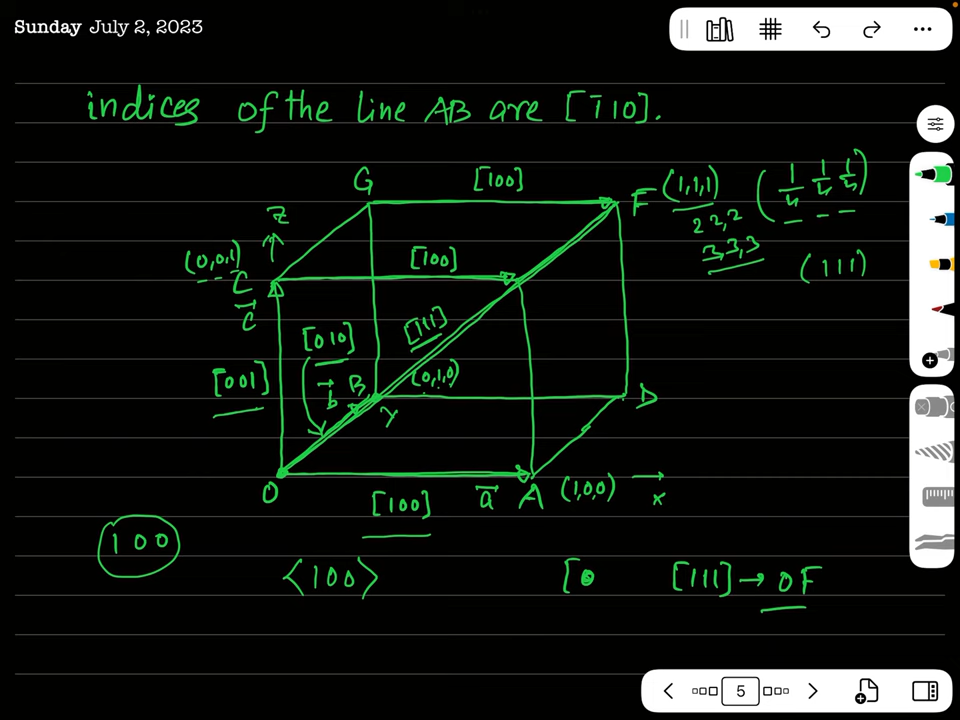 Sunday July 2, 2023
indices of the line AB are [1̄10].
G [100] F (1,1,1) (1/4 1/4 1/4)
Z 2 2,2
(0,0,1) [100] 3,3,3 (111)
C
C⃗
[010] [111]
[001] b⃗ B (0,1,0)
Y D
O [100] a⃗ A (1,0,0) x
100
<100> [0 [111]→OF
5